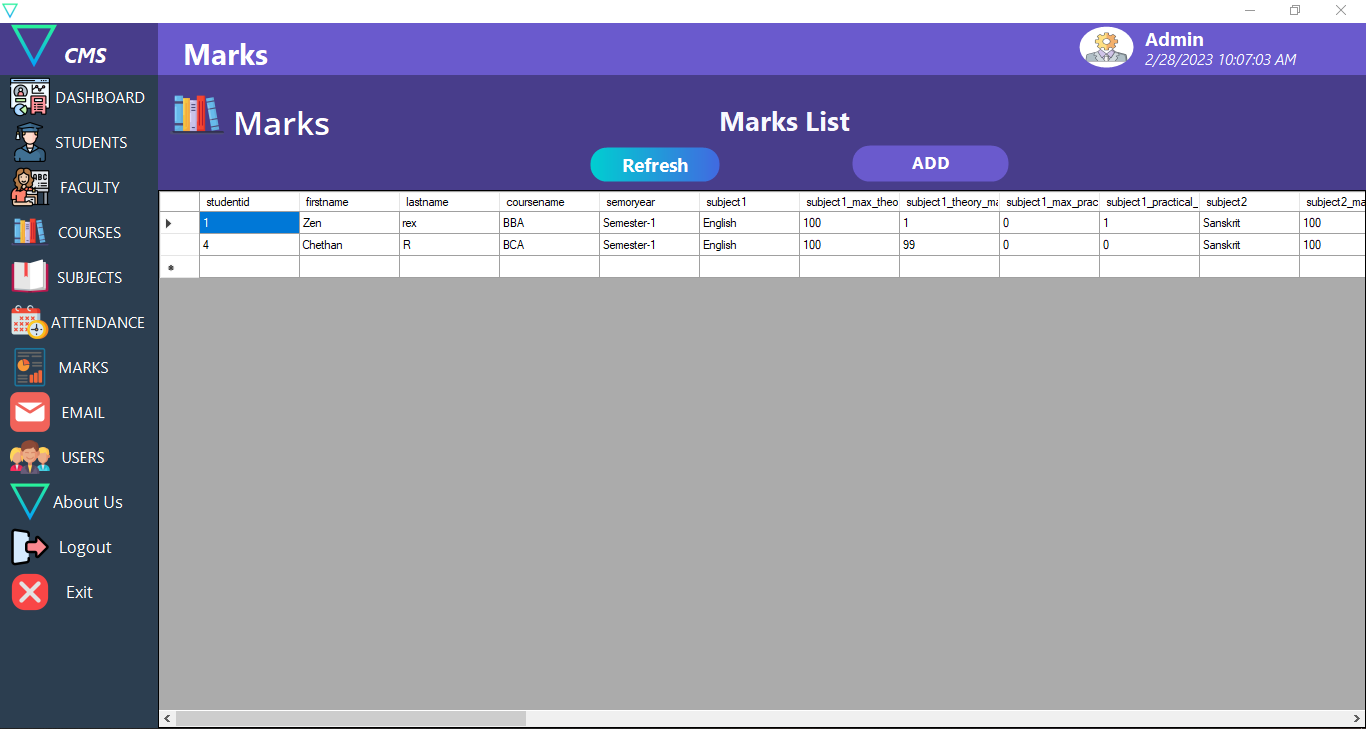 CMS
Marks
Admin
2/28/2023 10:07:03 AM
DASHBOARD
STUDENTS
FACULTY
COURSES
SUBJECTS
ATTENDANCE
MARKS
EMAIL
USERS
About Us
Logout
Exit
Marks
Marks List
Refresh
ADD
studentid firstname lastname coursename semoryear subject1 subject1_max_theo subject1_theory_ma subject1_max_prac subject1_practical_ subject2 subject2_ma
1 Zen rex BBA Semester-1 English 100 1 0 1 Sanskrit 100
4 Chethan R BCA Semester-1 English 100 99 0 0 Sanskrit 100